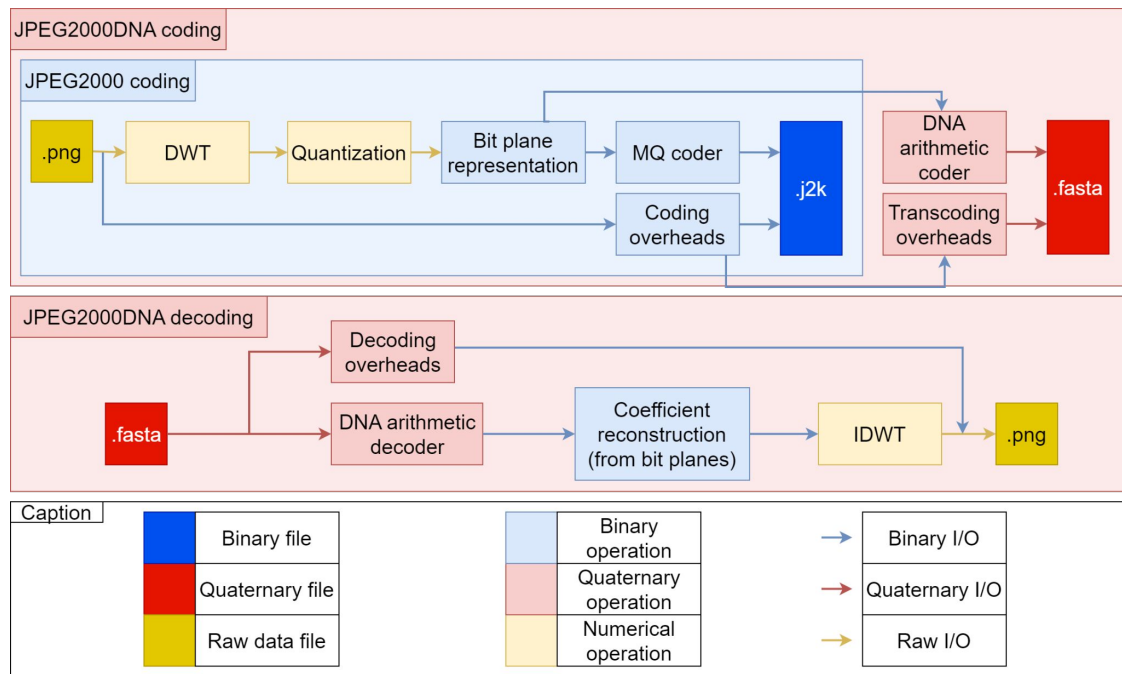 JPEG2000DNA coding
JPEG2000 coding
.png
DWT
Quantization
Bit plane
representation
MQ coder
.j2k
Coding
overheads
DNA
arithmetic
coder
Transcoding
overheads
.fasta
JPEG2000DNA decoding
.fasta
Decoding
overheads
DNA arithmetic
decoder
Coefficient
reconstruction
(from bit planes)
IDWT
.png
Caption
Binary file
Quaternary file
Raw data file
Binary
operation
Quaternary
operation
Numerical
operation
Binary I/O
Quaternary I/O
Raw I/O